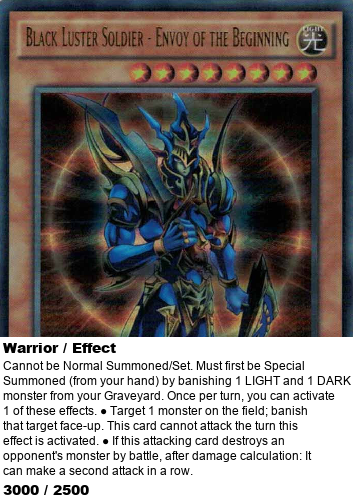 Black Luster Soldier - Envoy of the Beginning
LIGHT
光
Warrior / Effect
Cannot be Normal Summoned/Set. Must first be Special
Summoned (from your hand) by banishing 1 LIGHT and 1 DARK
monster from your Graveyard. Once per turn, you can activate
1 of these effects. ● Target 1 monster on the field; banish
that target face-up. This card cannot attack the turn this
effect is activated. ● If this attacking card destroys an
opponent's monster by battle, after damage calculation: It
can make a second attack in a row.
3000 / 2500